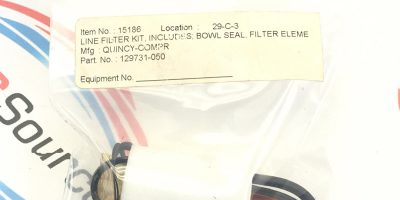 Item No. : 15186 Location : 29-C-3
LINE FILTER KIT, INCLUDES: BOWL SEAL, FILTER ELEME
Mfg : QUINCY-COMPR
Part. No. : 129731-050
Equipment No.
Source